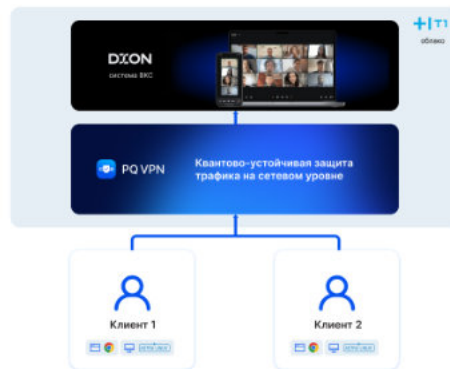 T1
облако
DION
система ВКС
PQ VPN
Квантово-устойчивая защита
трафика на сетевом уровне
Клиент 1
Клиент 2